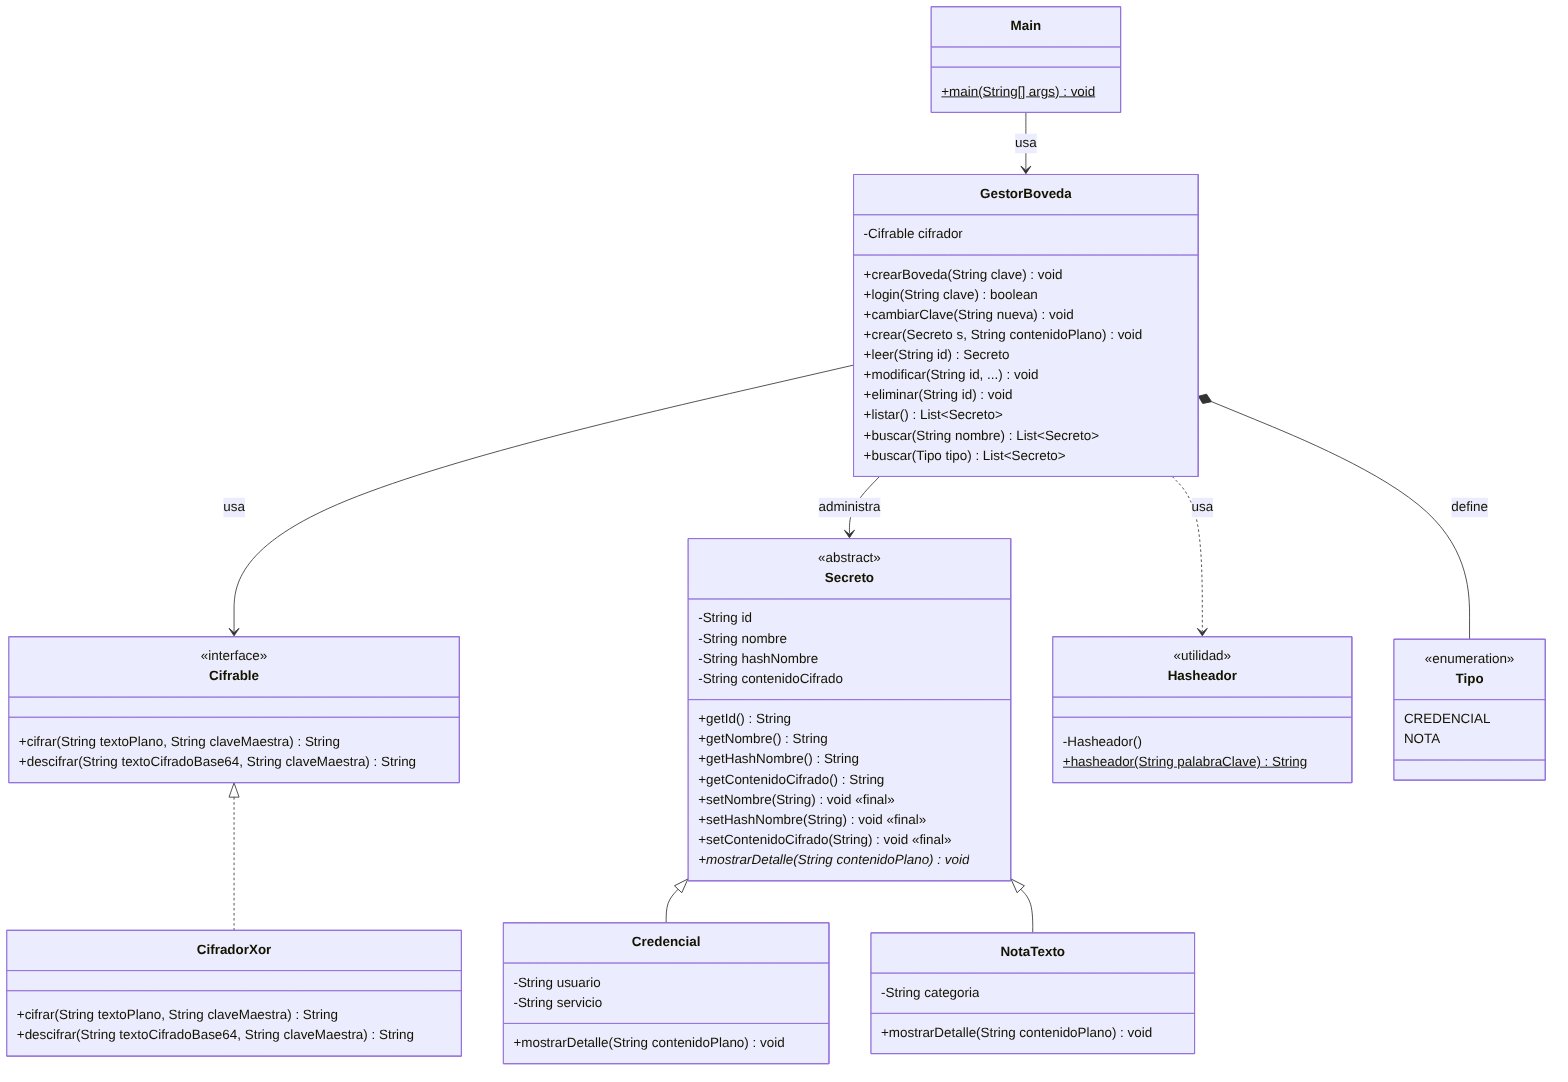 Main
+main(String[] args) : void
usa
GestorBoveda
-Cifrable cifrador
+crearBoveda(String clave) : void
+login(String clave) : boolean
+cambiarClave(String nueva) : void
+crear(Secreto s, String contenidoPlano) : void
+leer(String id) : Secreto
+modificar(String id, ...) : void
+eliminar(String id) : void
+listar() : List<Secreto>
+buscar(String nombre) : List<Secreto>
+buscar(Tipo tipo) : List<Secreto>
usa
administra
usa
define
«interface»
Cifrable
+cifrar(String textoPlano, String claveMaestra) : String
+descifrar(String textoCifradoBase64, String claveMaestra) : String
«abstract»
Secreto
-String id
-String nombre
-String hashNombre
-String contenidoCifrado
+getId() : String
+getNombre() : String
+getHashNombre() : String
+getContenidoCifrado() : String
+setNombre(String) : void «final»
+setHashNombre(String) : void «final»
+setContenidoCifrado(String) : void «final»
+mostrarDetalle(String contenidoPlano) : void
«utilidad»
Hasheador
-Hasheador()
+hasheador(String palabraClave) : String
«enumeration»
Tipo
CREDENCIAL
NOTA
CifradorXor
+cifrar(String textoPlano, String claveMaestra) : String
+descifrar(String textoCifradoBase64, String claveMaestra) : String
Credencial
-String usuario
-String servicio
+mostrarDetalle(String contenidoPlano) : void
NotaTexto
-String categoria
+mostrarDetalle(String contenidoPlano) : void